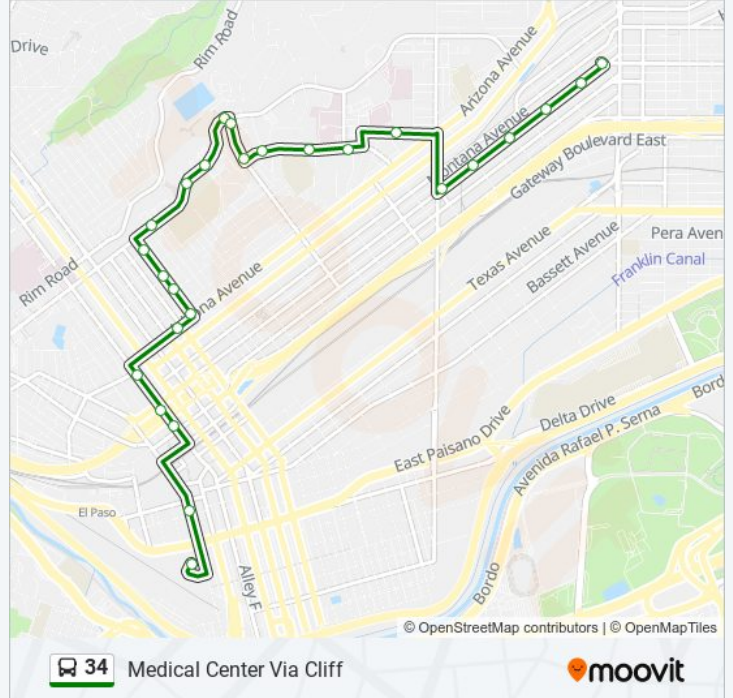 Drive
Rim Road
Arizona Avenue
Montana Avenue
Gateway Boulevard East
Texas Avenue
Bassett Avenue
Pera Aven
Franklin Canal
Rim Road
ona Avenue
Bord
Delta Drive
Avenida Rafael P. Serna
East Paisano Drive
El Paso
Alley F
Bordo
© OpenStreetMap contributors | © OpenMapTiles
34 Medical Center Via Cliff
moovit